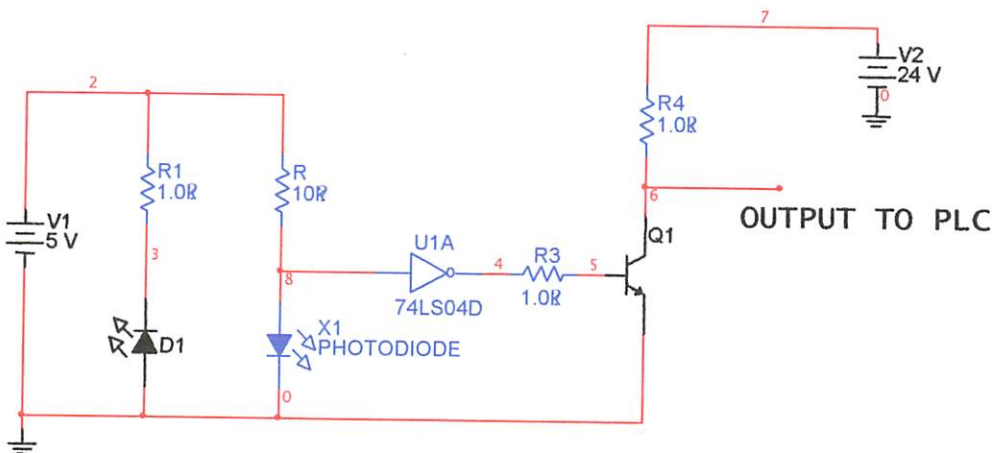 7
V2
24 V
0
2
R4
1.0k
R1
1.0k
R
10k
V1
5 V
6
OUTPUT TO PLC
Q1
U1A
3
8
4
R3
5
1.0k
74LS04D
X1
PHOTODIODE
D1
0